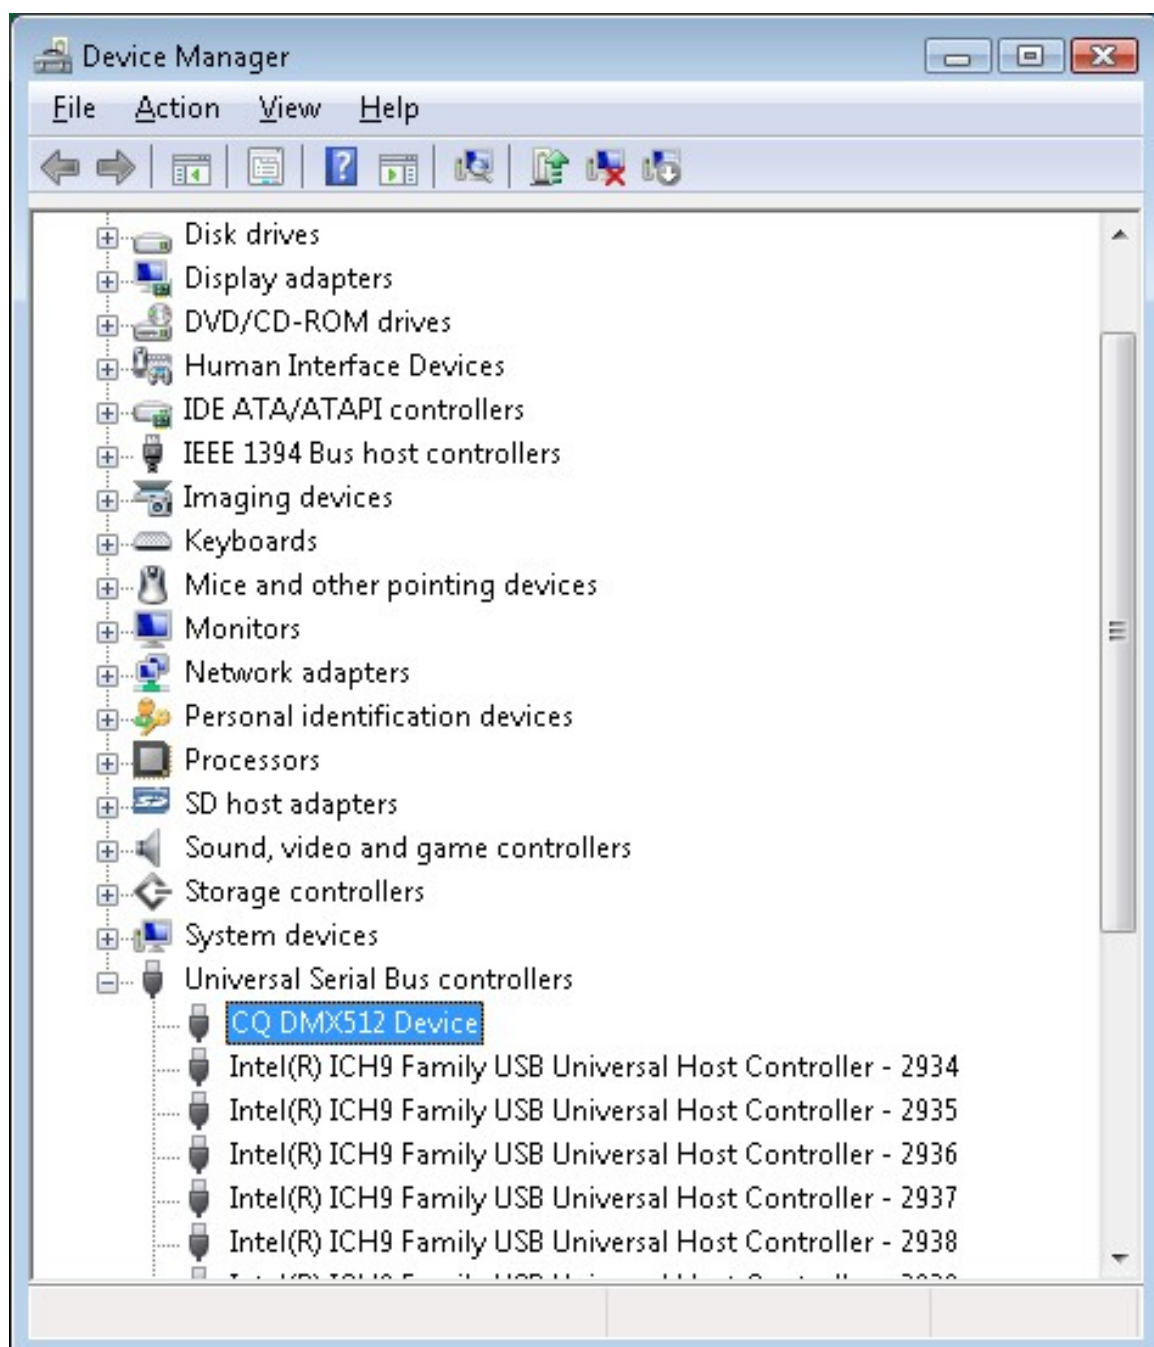 Device Manager
File Action View Help
Disk drives
Display adapters
DVD/CD-ROM drives
Human Interface Devices
IDE ATA/ATAPI controllers
IEEE 1394 Bus host controllers
Imaging devices
Keyboards
Mice and other pointing devices
Monitors
Network adapters
Personal identification devices
Processors
SD host adapters
Sound, video and game controllers
Storage controllers
System devices
Universal Serial Bus controllers
CQ DMX512 Device
Intel(R) ICH9 Family USB Universal Host Controller - 2934
Intel(R) ICH9 Family USB Universal Host Controller - 2935
Intel(R) ICH9 Family USB Universal Host Controller - 2936
Intel(R) ICH9 Family USB Universal Host Controller - 2937
Intel(R) ICH9 Family USB Universal Host Controller - 2938